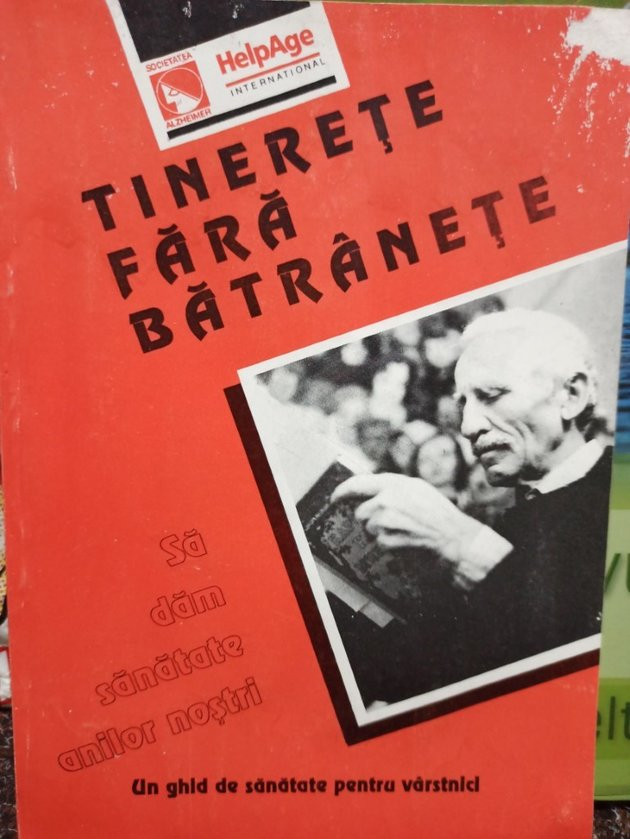 SOCIETATEA
ALZHEIMER
HelpAge
INTERNATIONAL
TINEREȚE
FĂRĂ
BĂTRÂNEȚE
Să
dăm
sănătate
anilor noștri
Un ghid de sănătate pentru vârstnici